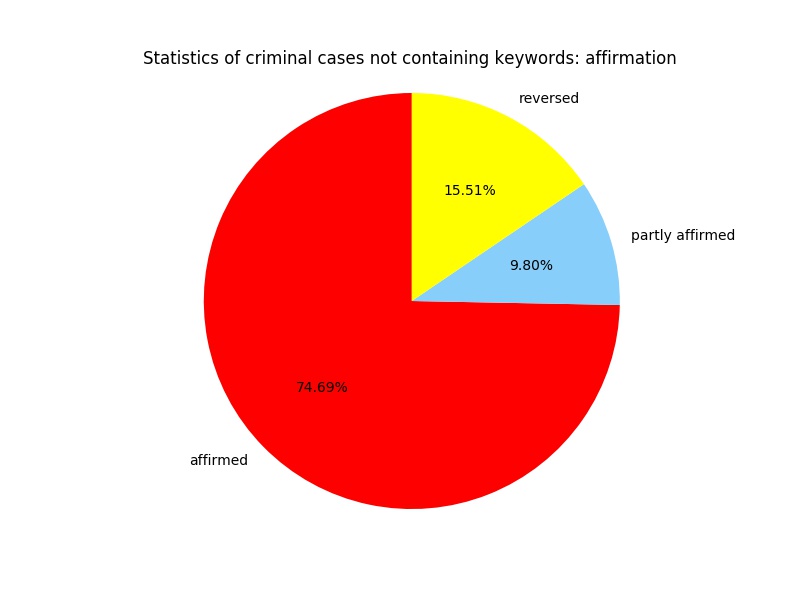 Statistics of criminal cases not containing keywords: affirmation
reversed
15.51%
partly affirmed
9.80%
74.69%
affirmed